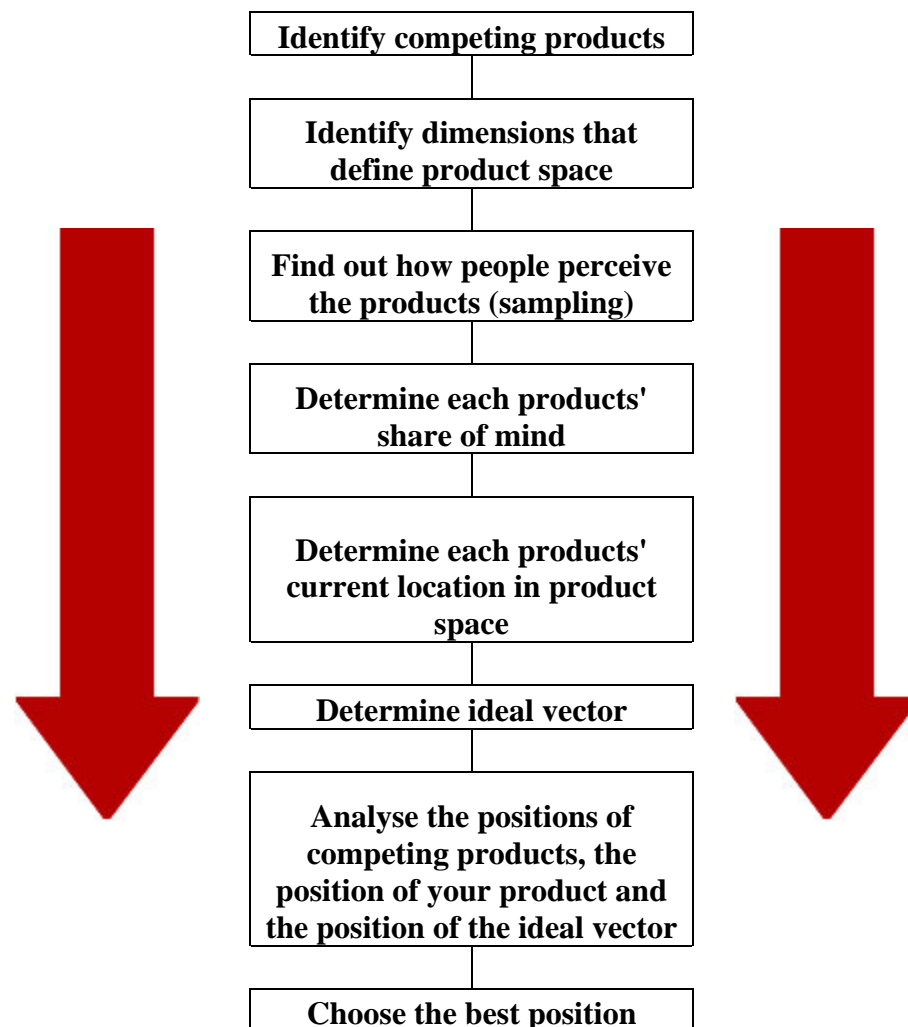 Identify competing products
Identify dimensions that
define product space
Find out how people perceive
the products (sampling)
Determine each products'
share of mind
Determine each products'
current location in product
space
Determine ideal vector
Analyse the positions of
competing products, the
position of your product and
the position of the ideal vector
Choose the best position